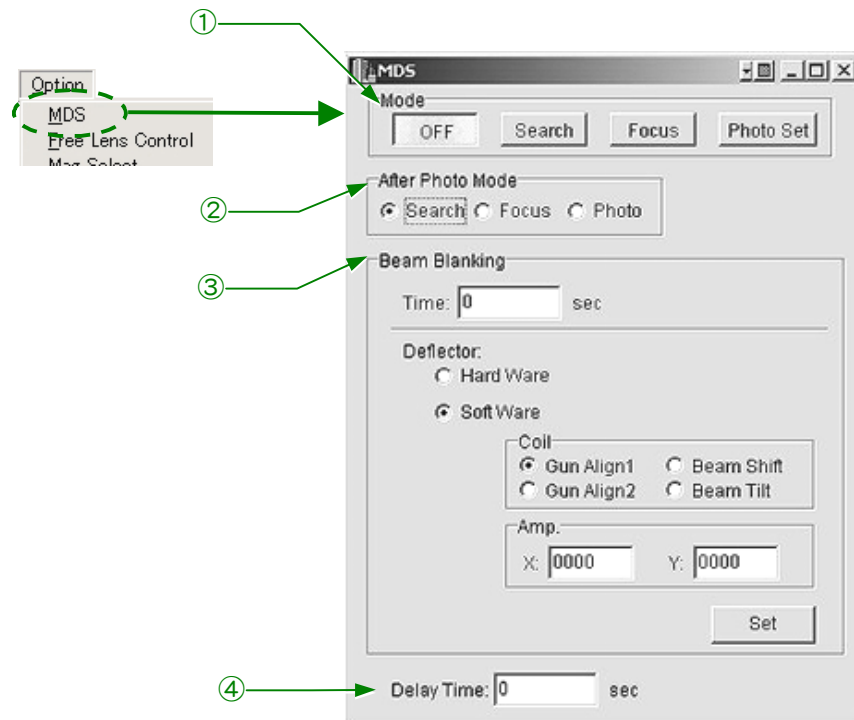 ①
Option
MDS
Free Lens Control
Mag Select
MDS
Mode
OFF Search Focus Photo Set
②
After Photo Mode
Search Focus Photo
③
Beam Blanking
Time: 0 sec
Deflector:
Hard Ware
Soft Ware
Coil
Gun Align1 Beam Shift
Gun Align2 Beam Tilt
Amp.
X: 0000 Y: 0000
Set
④
Delay Time: 0 sec